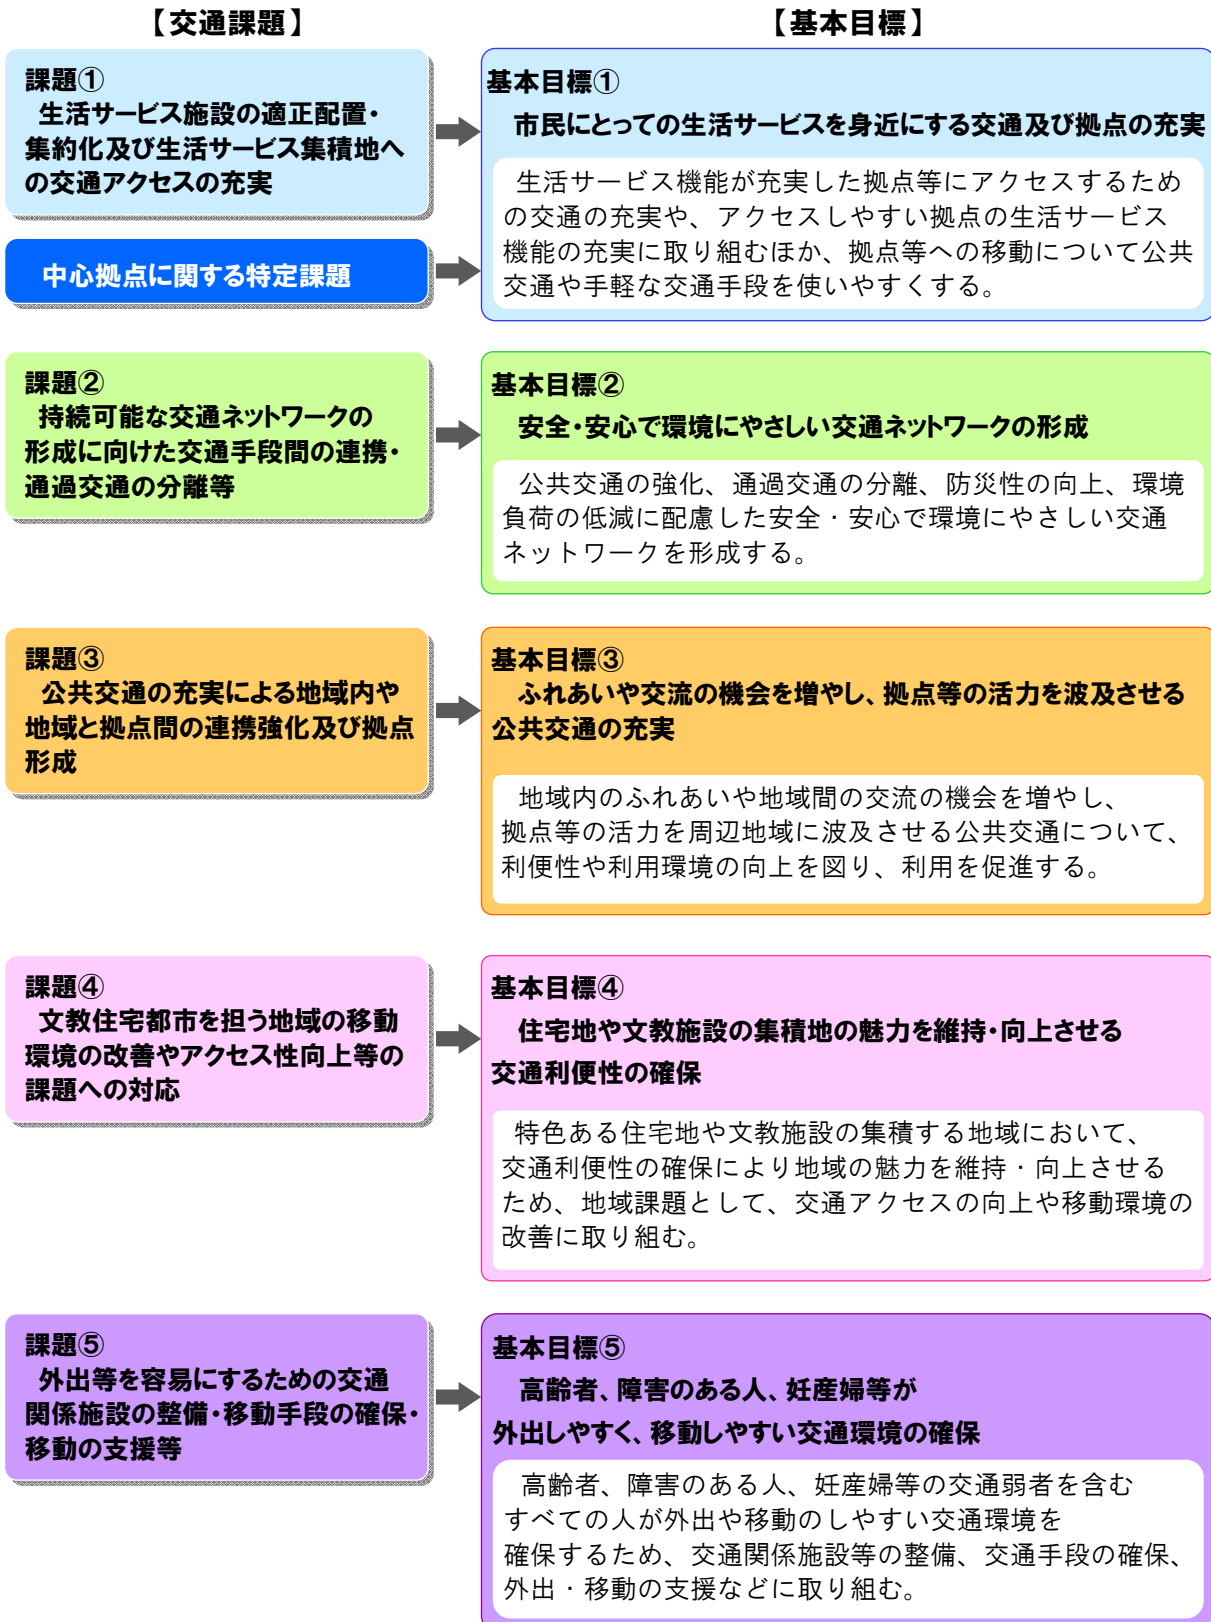 【交通課題】
【基本目標】
課題①
生活サービス施設の適正配置・
集約化及び生活サービス集積地へ
の交通アクセスの充実
中心拠点に関する特定課題
基本目標①
市民にとっての生活サービスを身近にする交通及び拠点の充実
生活サービス機能が充実した拠点等にアクセスするため
の交通の充実や、アクセスしやすい拠点の生活サービス
機能の充実に取り組むほか、拠点等への移動について公共
交通や手軽な交通手段を使いやすくする。
課題②
持続可能な交通ネットワークの
形成に向けた交通手段間の連携・
通過交通の分離等
基本目標②
安全・安心で環境にやさしい交通ネットワークの形成
公共交通の強化、通過交通の分離、防災性の向上、環境
負荷の低減に配慮した安全・安心で環境にやさしい交通
ネットワークを形成する。
課題③
公共交通の充実による地域内や
地域と拠点間の連携強化及び拠点
形成
基本目標③
ふれあいや交流の機会を増やし、拠点等の活力を波及させる
公共交通の充実
地域内のふれあいや地域間の交流の機会を増やし、
拠点等の活力を周辺地域に波及させる公共交通について、
利便性や利用環境の向上を図り、利用を促進する。
課題④
文教住宅都市を担う地域の移動
環境の改善やアクセス性向上等の
課題への対応
基本目標④
住宅地や文教施設の集積地の魅力を維持・向上させる
交通利便性の確保
特色ある住宅地や文教施設の集積する地域において、
交通利便性の確保により地域の魅力を維持・向上させる
ため、地域課題として、交通アクセスの向上や移動環境の
改善に取り組む。
課題⑤
外出等を容易にするための交通
関係施設の整備・移動手段の確保・
移動の支援等
基本目標⑤
高齢者、障害のある人、妊産婦等が
外出しやすく、移動しやすい交通環境の確保
高齢者、障害のある人、妊産婦等の交通弱者を含む
すべての人が外出や移動のしやすい交通環境を
確保するため、交通関係施設等の整備、交通手段の確保、
外出・移動の支援などに取り組む。